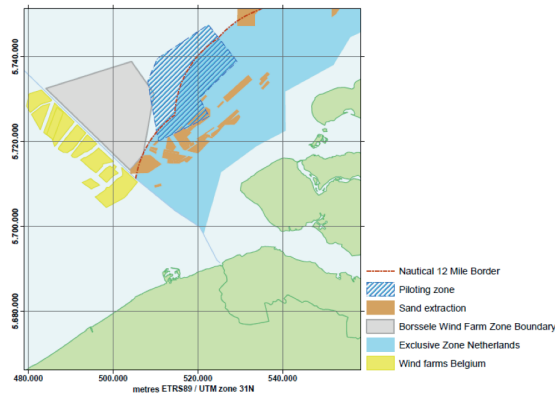 5.740.000
5.720.000
5.700.000
5.680.000
480.000 500.000 520.000 540.000
metres ETRS89 / UTM zone 31N
Nautical 12 Mile Border
Piloting zone
Sand extraction
Borssele Wind Farm Zone Boundary
Exclusive Zone Netherlands
Wind farms Belgium